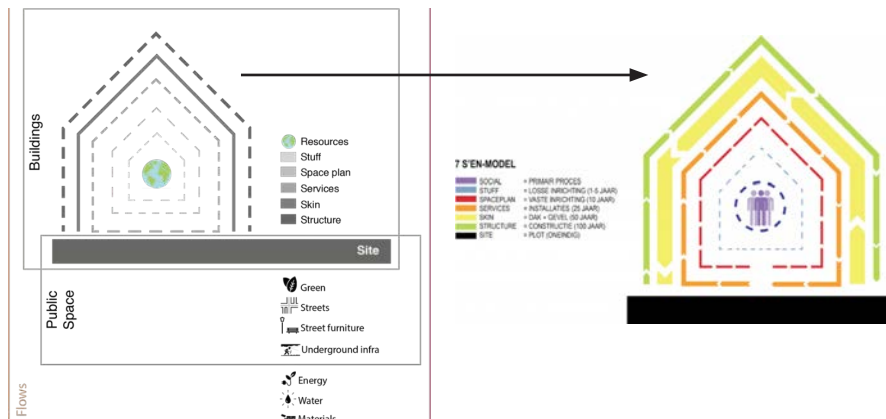 Buildings
Resources
Stuff
Space plan
Services
Skin
Structure
Site
Public
Space
Green
Streets
Street furniture
Underground infra
Flows
Energy
Water
Materials
7 S'EN-MODEL
SOCIAL = PRIMAIR PROCES
STUFF = LOSSE INRICHTING (1-5 JAAR)
SPACEPLAN = VASTE INRICHTING (10 JAAR)
SERVICES = INSTALLATIES (25 JAAR)
SKIN = DAK + GEVEL (50 JAAR)
STRUCTURE = CONSTRUCTIE (100 JAAR)
SITE = PLOT (ONEINDIG)